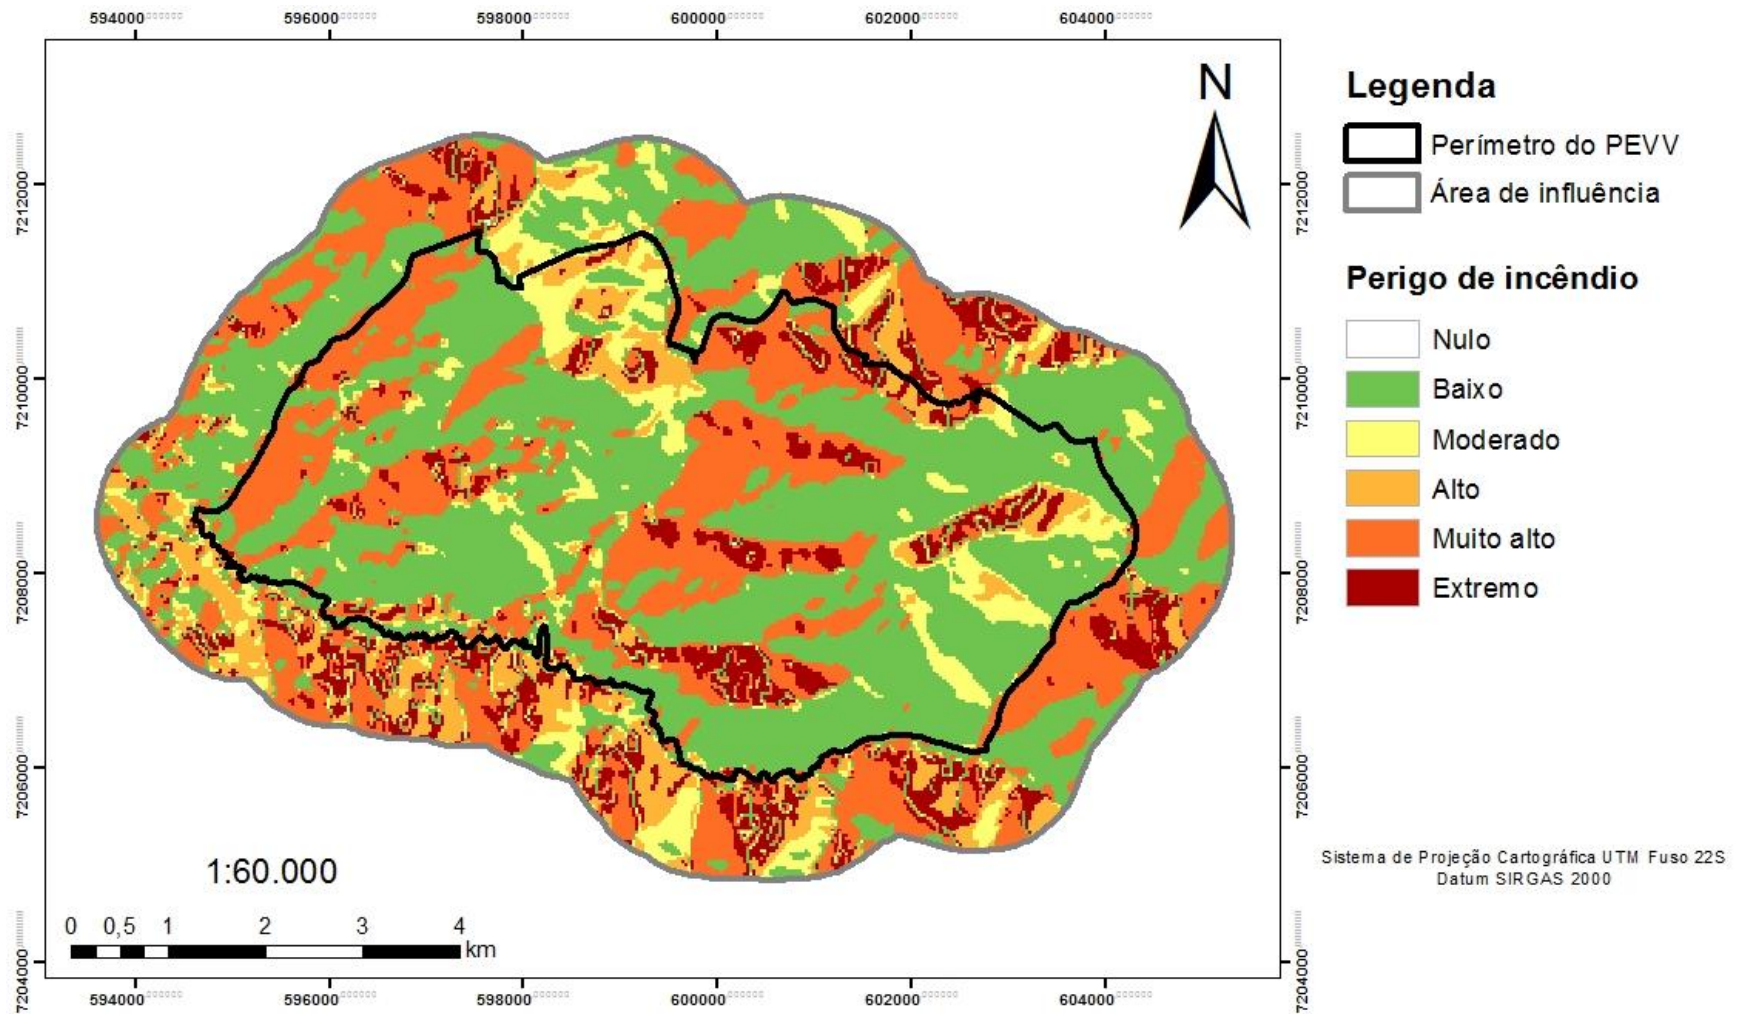 594000 596000 598000 600000 602000 604000
N
7212000 7212000
7210000 7210000
7208000 7208000
7206000 7206000
7204000 7204000
1:60.000
0 0,5 1 2 3 4
km
594000 596000 598000 600000 602000 604000
Legenda
Perímetro do PEVV
Área de influência
Perigo de incêndio
Nulo
Baixo
Moderado
Alto
Muito alto
Extremo
Sistema de Projeção Cartográfica UTM Fuso 22S
Datum SIRGAS 2000